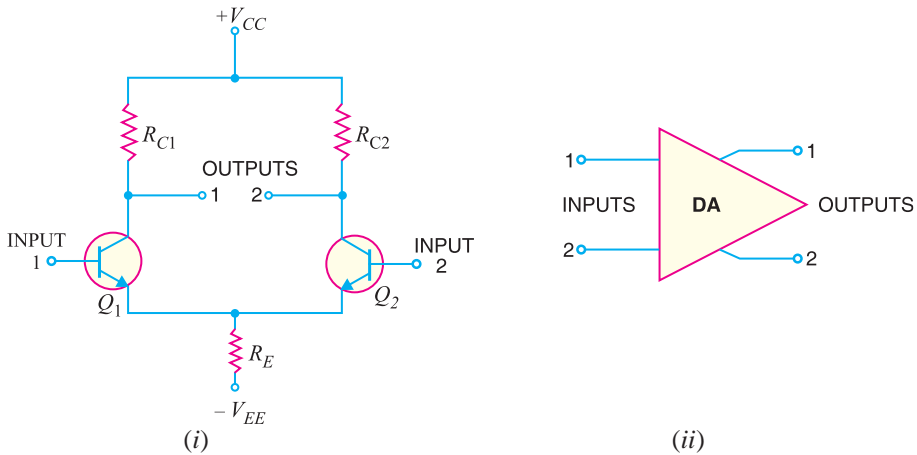 +V_CC
R_C1
R_C2
OUTPUTS
1
2
INPUT
1
INPUT
2
Q_1
Q_2
R_E
– V_EE
(i)
1
1
INPUTS
DA
OUTPUTS
2
2
(ii)